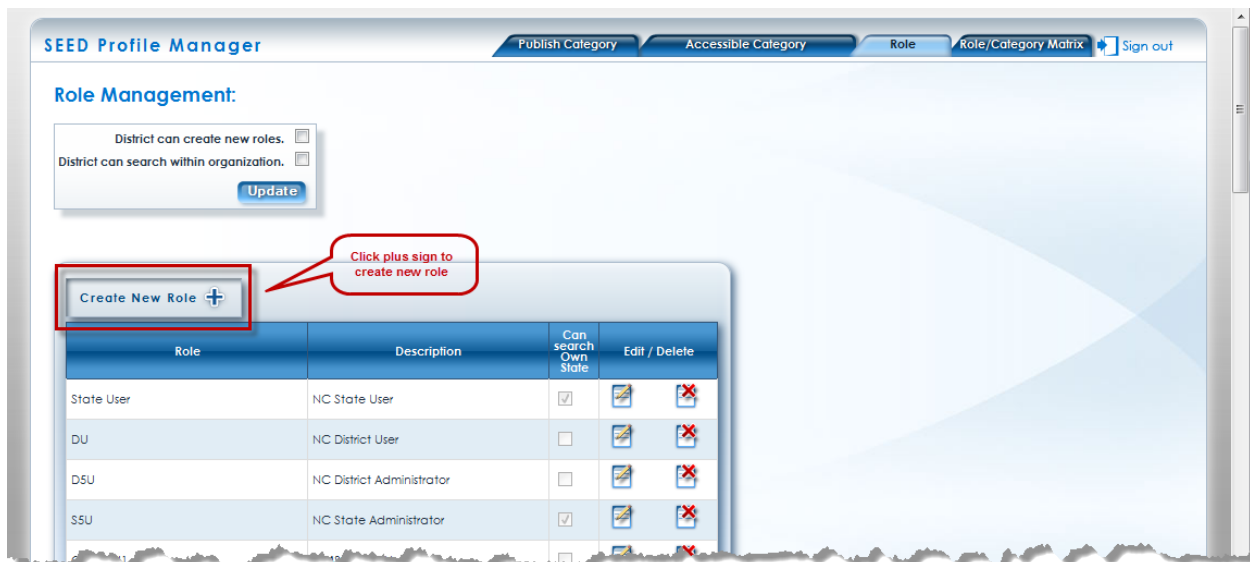 SEED Profile Manager
Publish Category
Accessible Category
Role
Role/Category Matrix
Sign out
Role Management:
District can create new roles.
District can search within organization.
Update
Click plus sign to
create new role
Create New Role
Role
Description
Can
search
Own
State
Edit / Delete
State User
NC State User
DU
NC District User
D5U
NC District Administrator
S5U
NC State Administrator